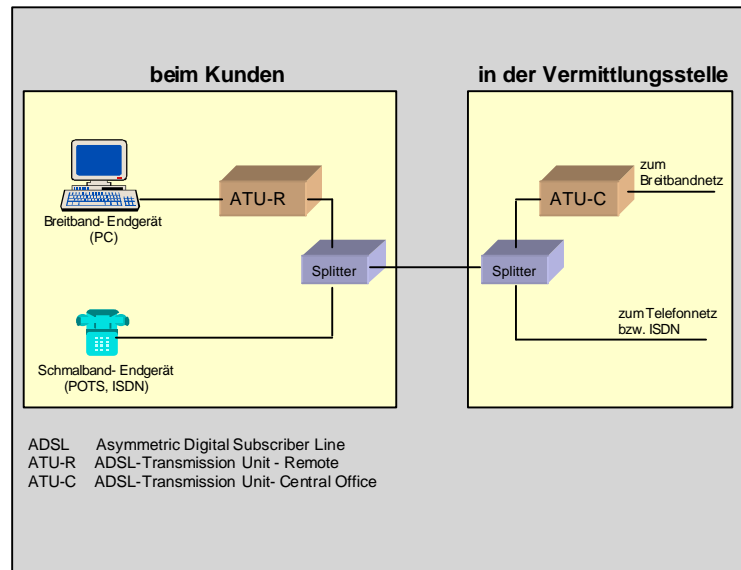 beim Kunden
in der Vermittlungsstelle
ATU-R
Breitband- Endgerät
(PC)
Splitter
Schmalband- Endgerät
(POTS, ISDN)
zum
Breitbandnetz
ATU-C
Splitter
zum Telefonnetz
bzw. ISDN
ADSL Asymmetric Digital Subscriber Line
ATU-R ADSL-Transmission Unit - Remote
ATU-C ADSL-Transmission Unit- Central Office